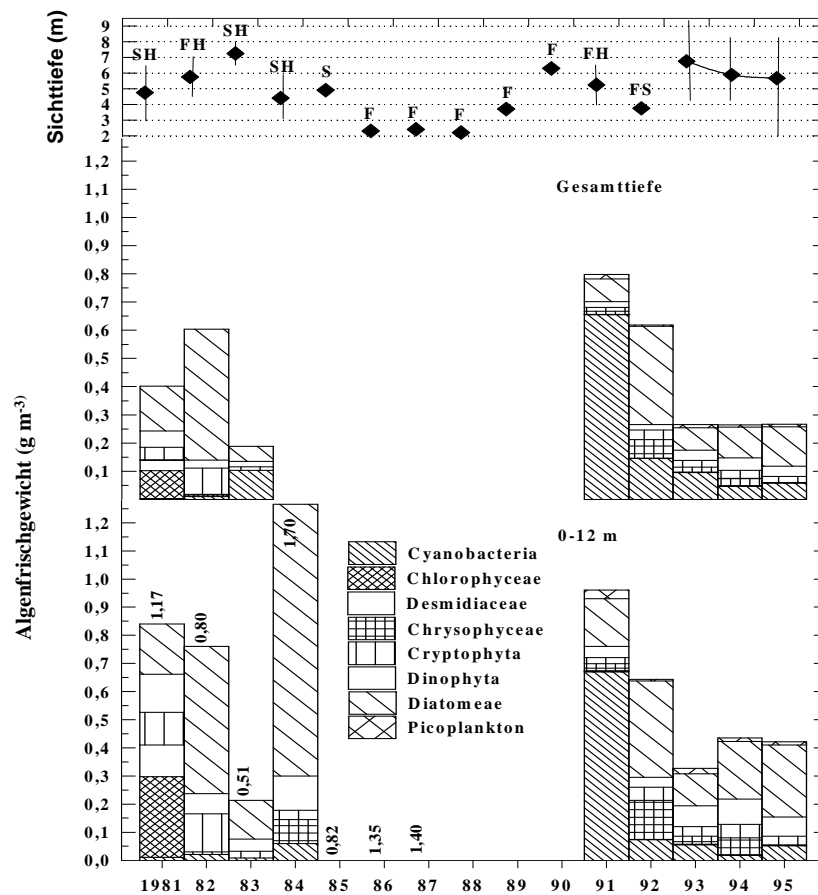 Sichttiefe (m)
9
8
7
6
5
4
3
2
SH
FH
SH
SH
S
F
F
F
F
F
FH
FS
Algenfrischgewicht (g m-3)
1,2
1,1
1,0
0,9
0,8
0,7
0,6
0,5
0,4
0,3
0,2
0,1
Gesamttiefe
1,2
1,0
0,9
0,8
0,7
0,6
0,5
0,4
0,3
0,2
0,1
0,0
0-12 m
1,17
0,80
0,51
1,70
0,82
1,35
1,40
Cyanobacteria
Chlorophyceae
Desmidiaceae
Chrysophyceae
Cryptophyta
Dinophyta
Diatomeae
Picoplankton
1981 82 83 84 85 86 87 88 89 90 91 92 93 94 95